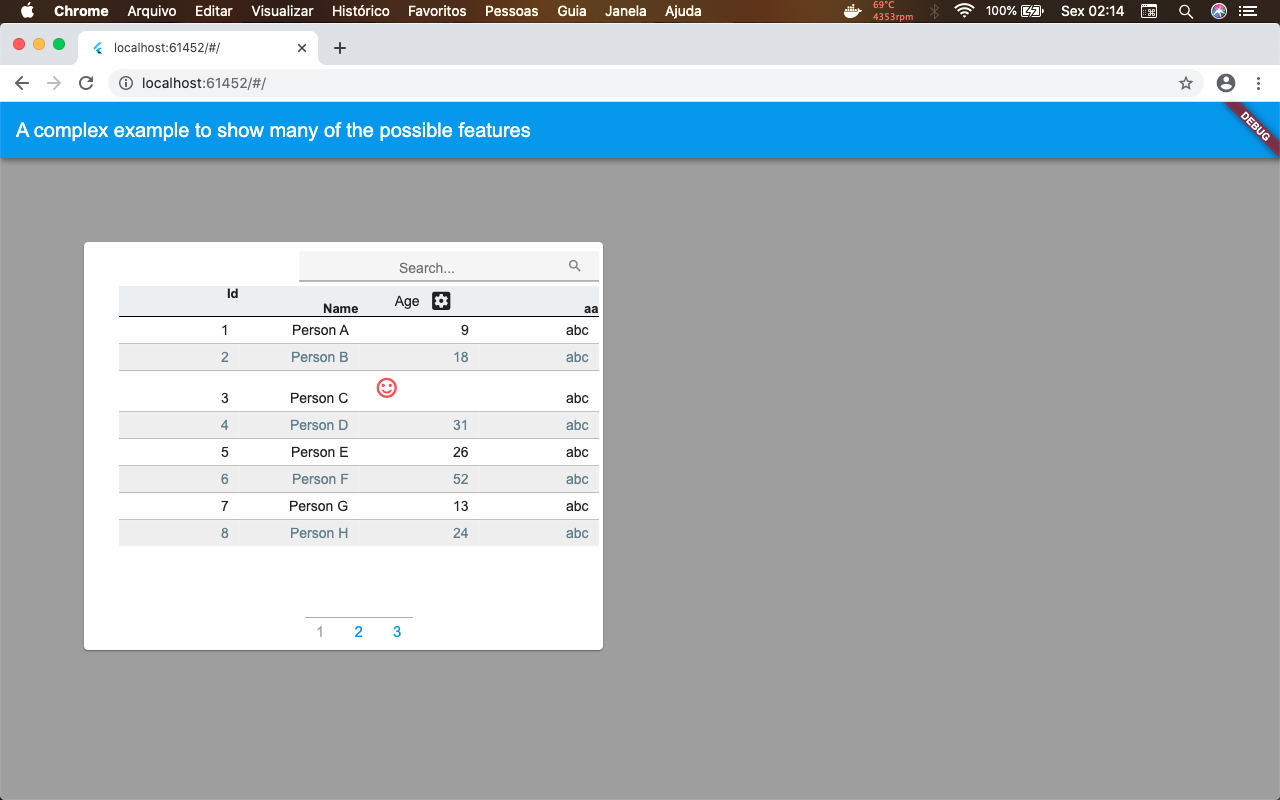 Chrome Arquivo Editar Visualizar Histórico Favoritos Pessoas Guia Janela Ajuda 69°C 4353rpm 100% Sex 02:14
localhost:61452/#/
localhost:61452/#/
A complex example to show many of the possible features
DEBUG
Search...
Id Name Age aa
1 Person A 9 abc
2 Person B 18 abc
3 Person C abc
4 Person D 31 abc
5 Person E 26 abc
6 Person F 52 abc
7 Person G 13 abc
8 Person H 24 abc
1 2 3